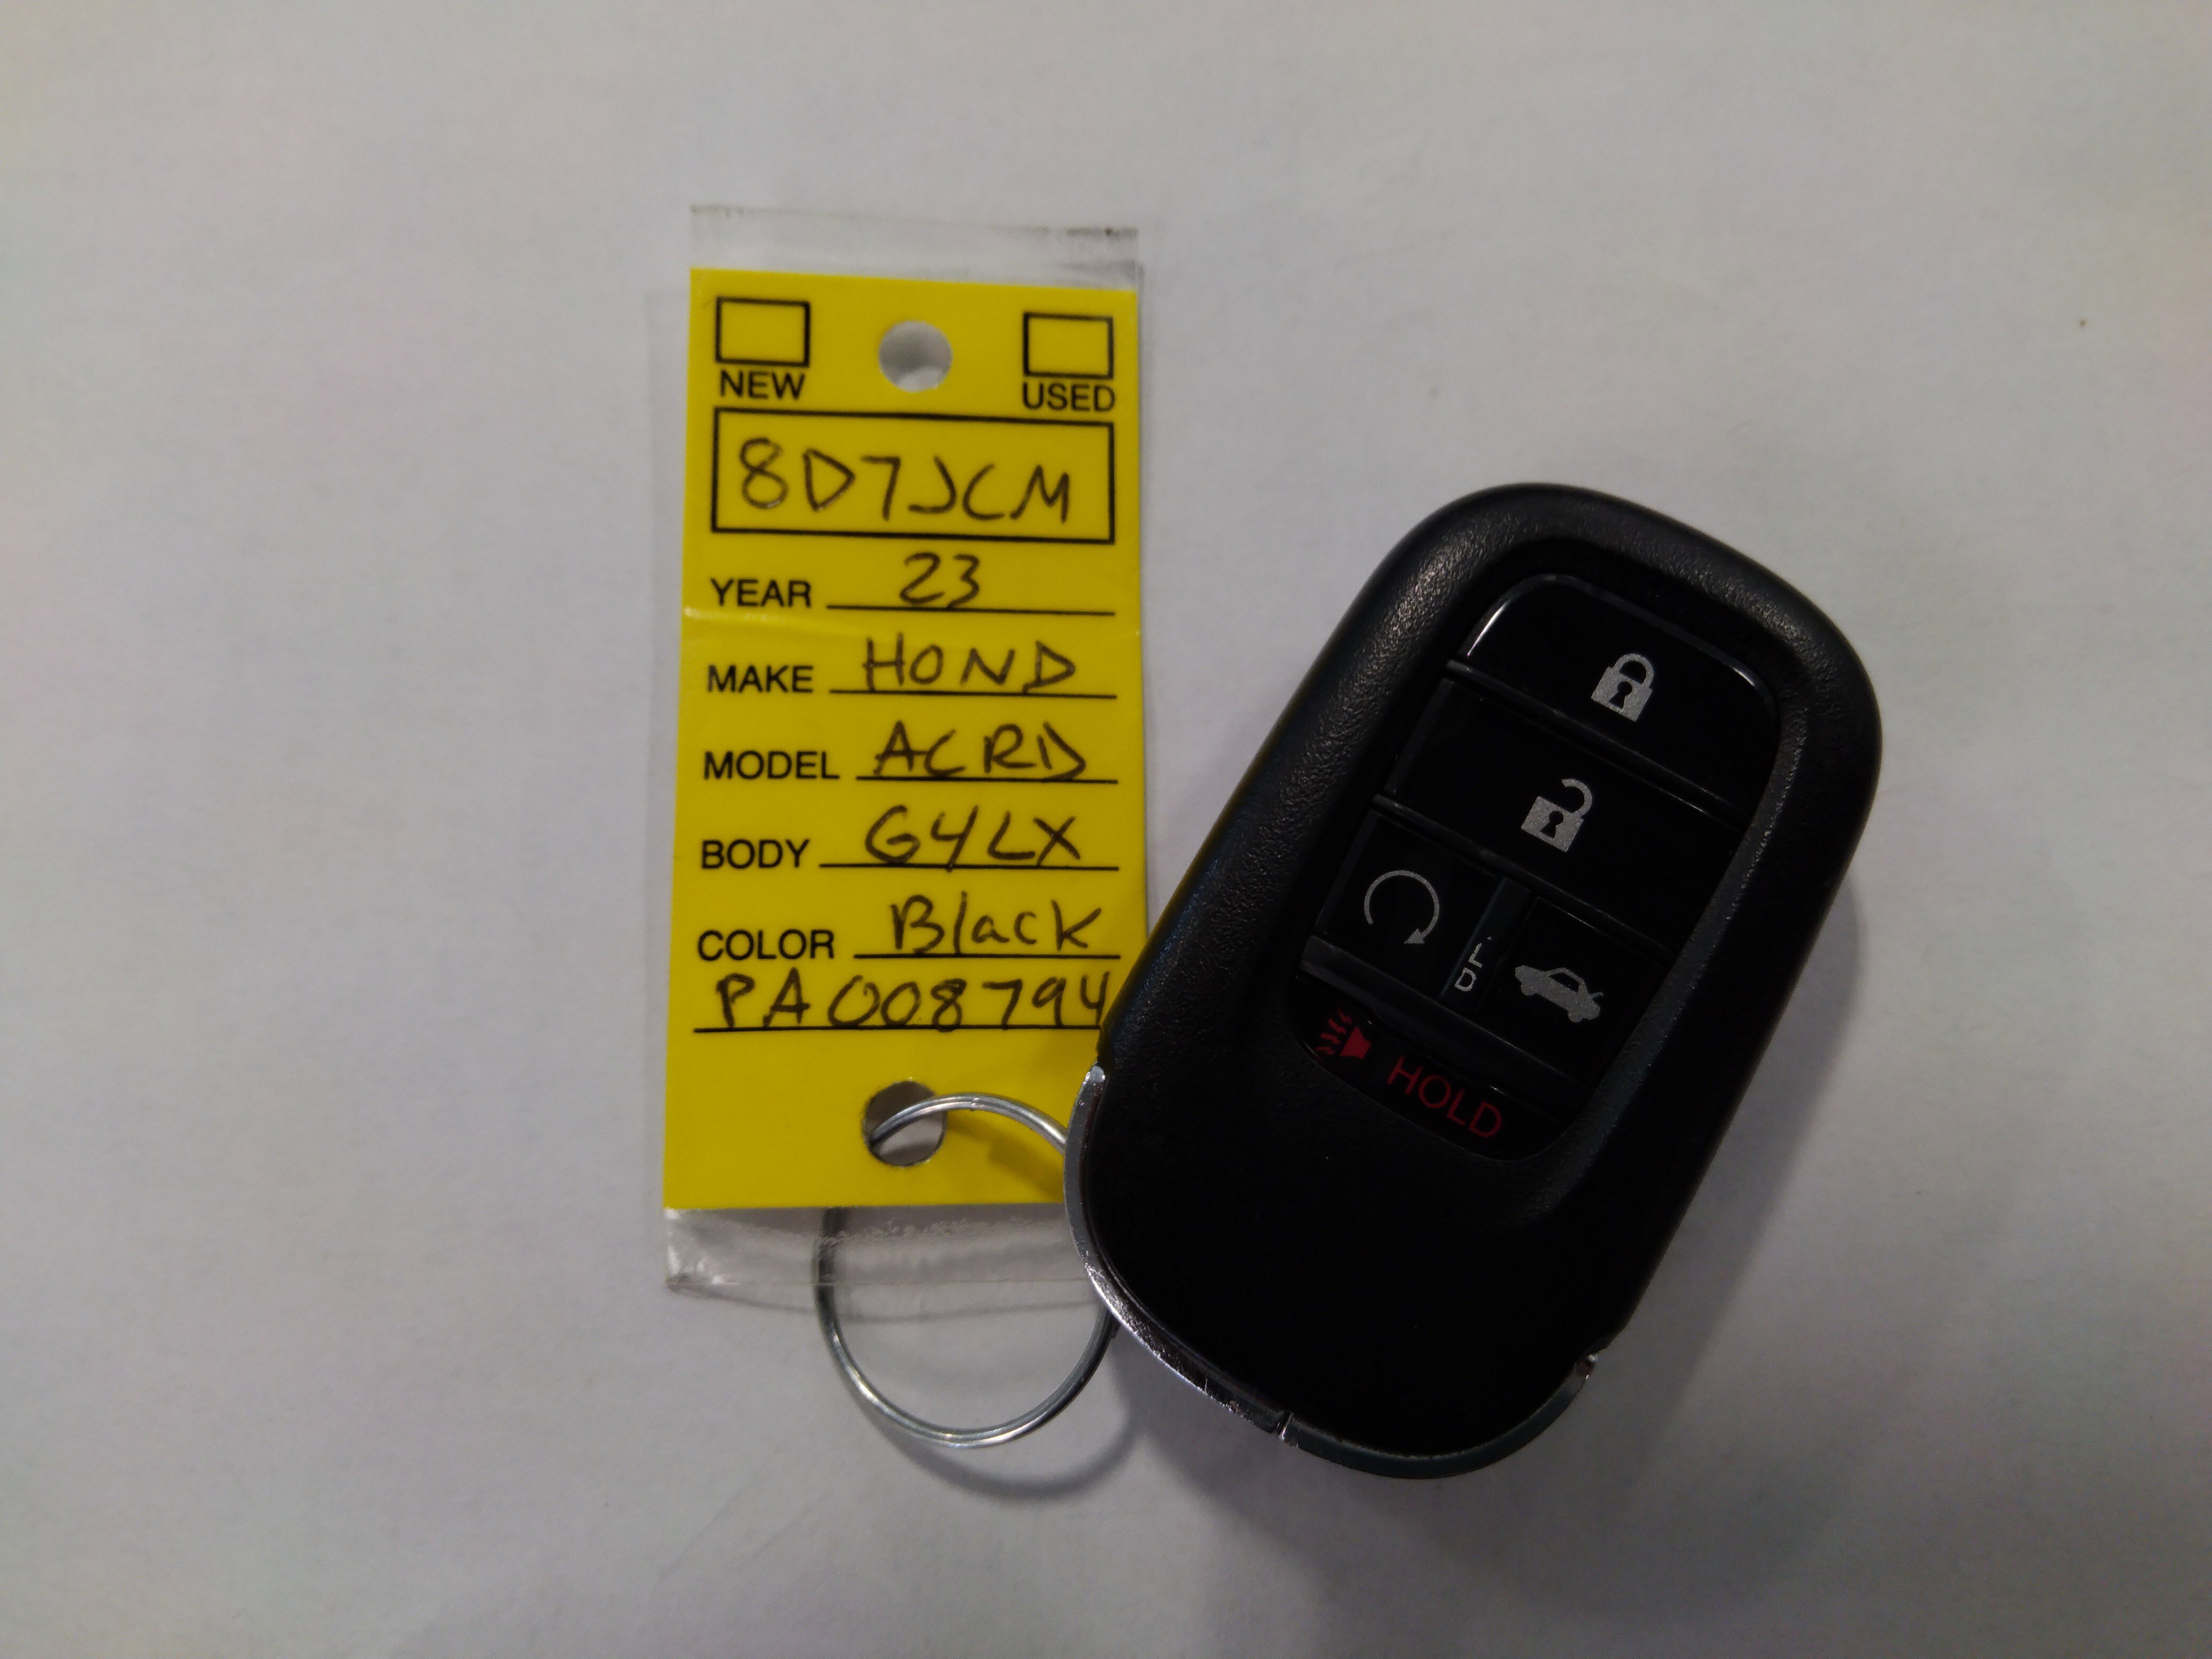 NEW USED
8D7JCM
YEAR 23
MAKE HOND
MODEL ACRD
BODY G4LX
COLOR Black
PA008794
HOLD